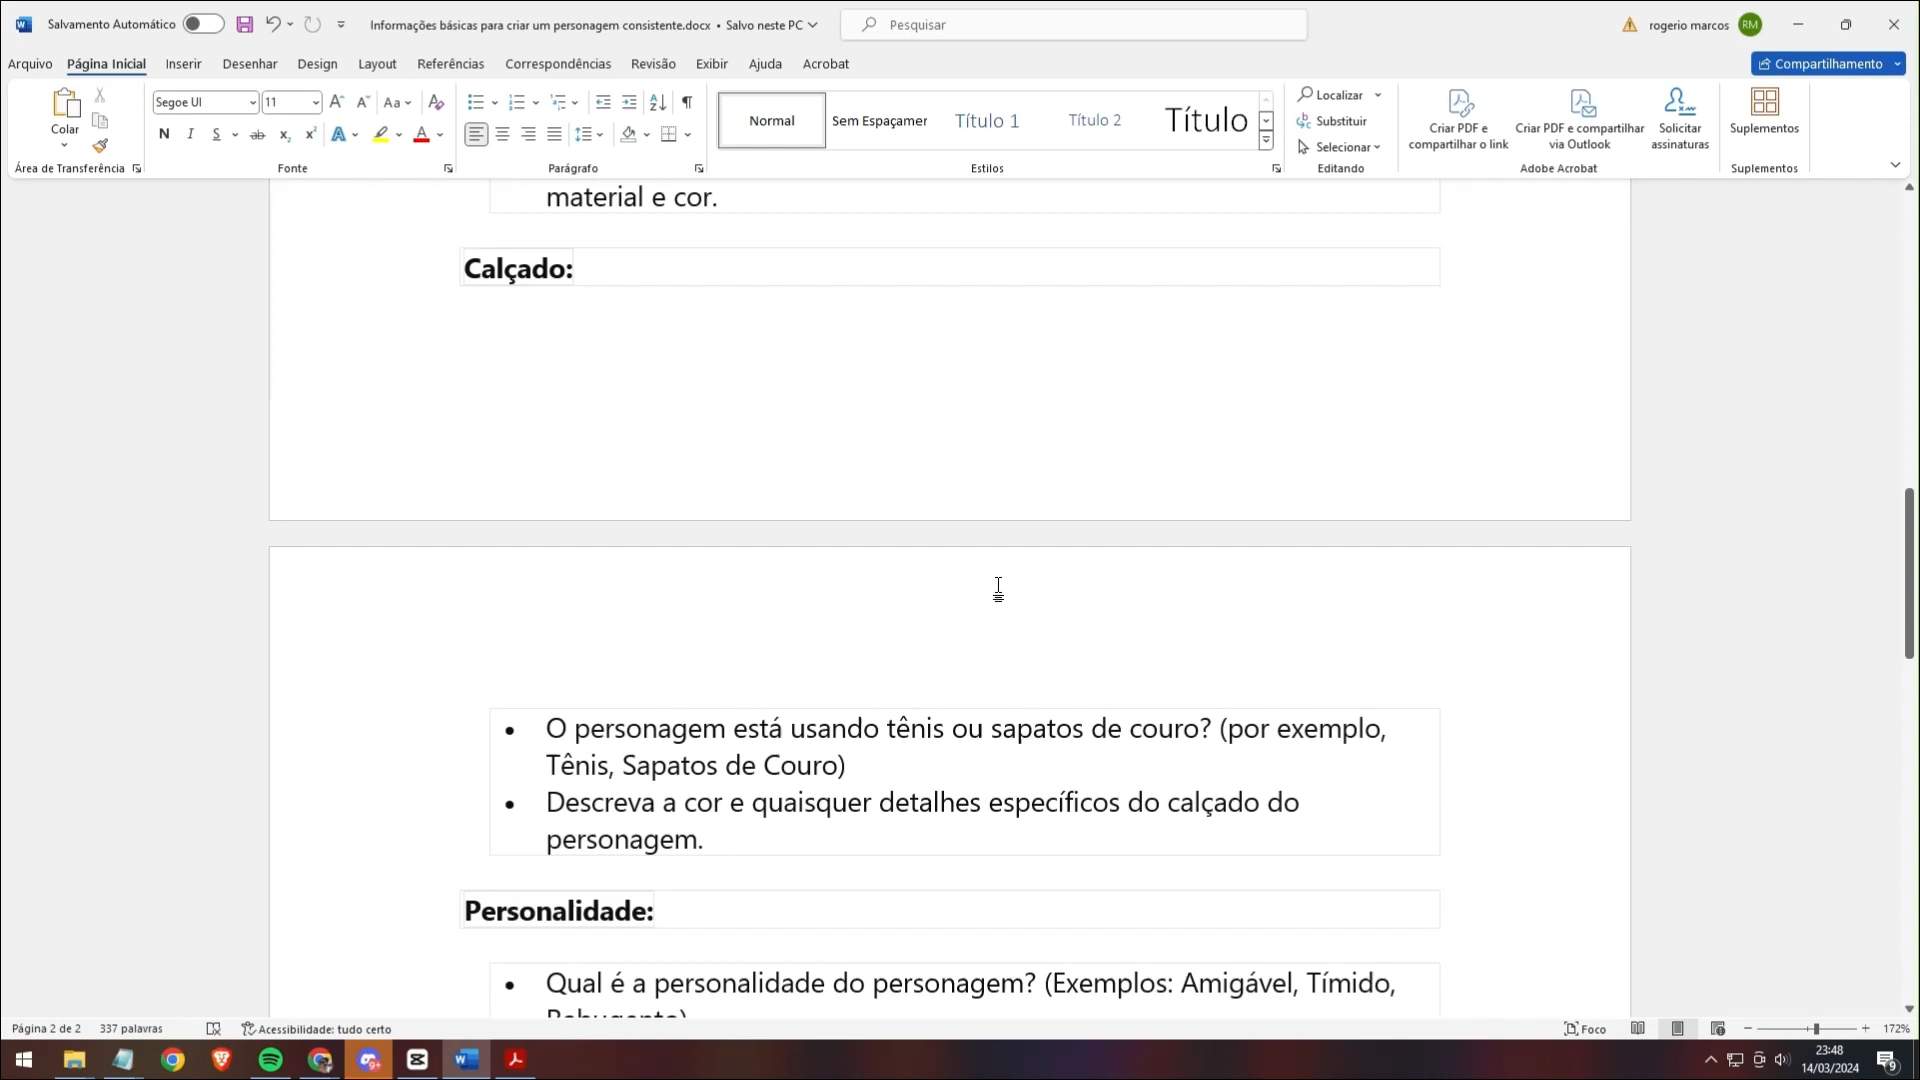 Salvamento Automático
Informações básicas para criar um personagem consistente.docx • Salvo neste PC
Pesquisar
rogerio marcos
RM
Arquivo
Página Inicial
Inserir
Desenhar
Design
Layout
Referências
Correspondências
Revisão
Exibir
Ajuda
Acrobat
Compartilhamento
Colar
Área de Transferência
Segoe UI
11
Aa
N
I
S
ab
Fonte
Parágrafo
Normal
Sem Espaçamer
Título 1
Título 2
Título
Estilos
Localizar
Substituir
Selecionar
Editando
Criar PDF e
compartilhar o link
Criar PDF e compartilhar
via Outlook
Solicitar
assinaturas
Adobe Acrobat
Suplementos
Suplementos
material e cor.
Calçado:
• O personagem está usando tênis ou sapatos de couro? (por exemplo,
Tênis, Sapatos de Couro)
• Descreva a cor e quaisquer detalhes específicos do calçado do
personagem.
Personalidade:
• Qual é a personalidade do personagem? (Exemplos: Amigável, Tímido,
Página 2 de 2
337 palavras
Acessibilidade: tudo certo
Foco
172%
23:48
14/03/2024